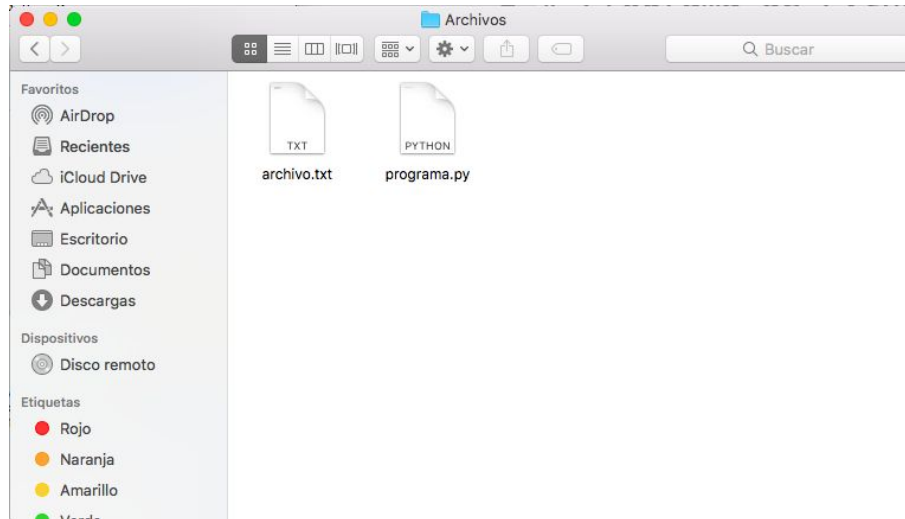 Archivos
Buscar
Favoritos
AirDrop
Recientes
iCloud Drive
Aplicaciones
Escritorio
Documentos
Descargas
Dispositivos
Disco remoto
Etiquetas
Rojo
Naranja
Amarillo
TXT
PYTHON
archivo.txt
programa.py